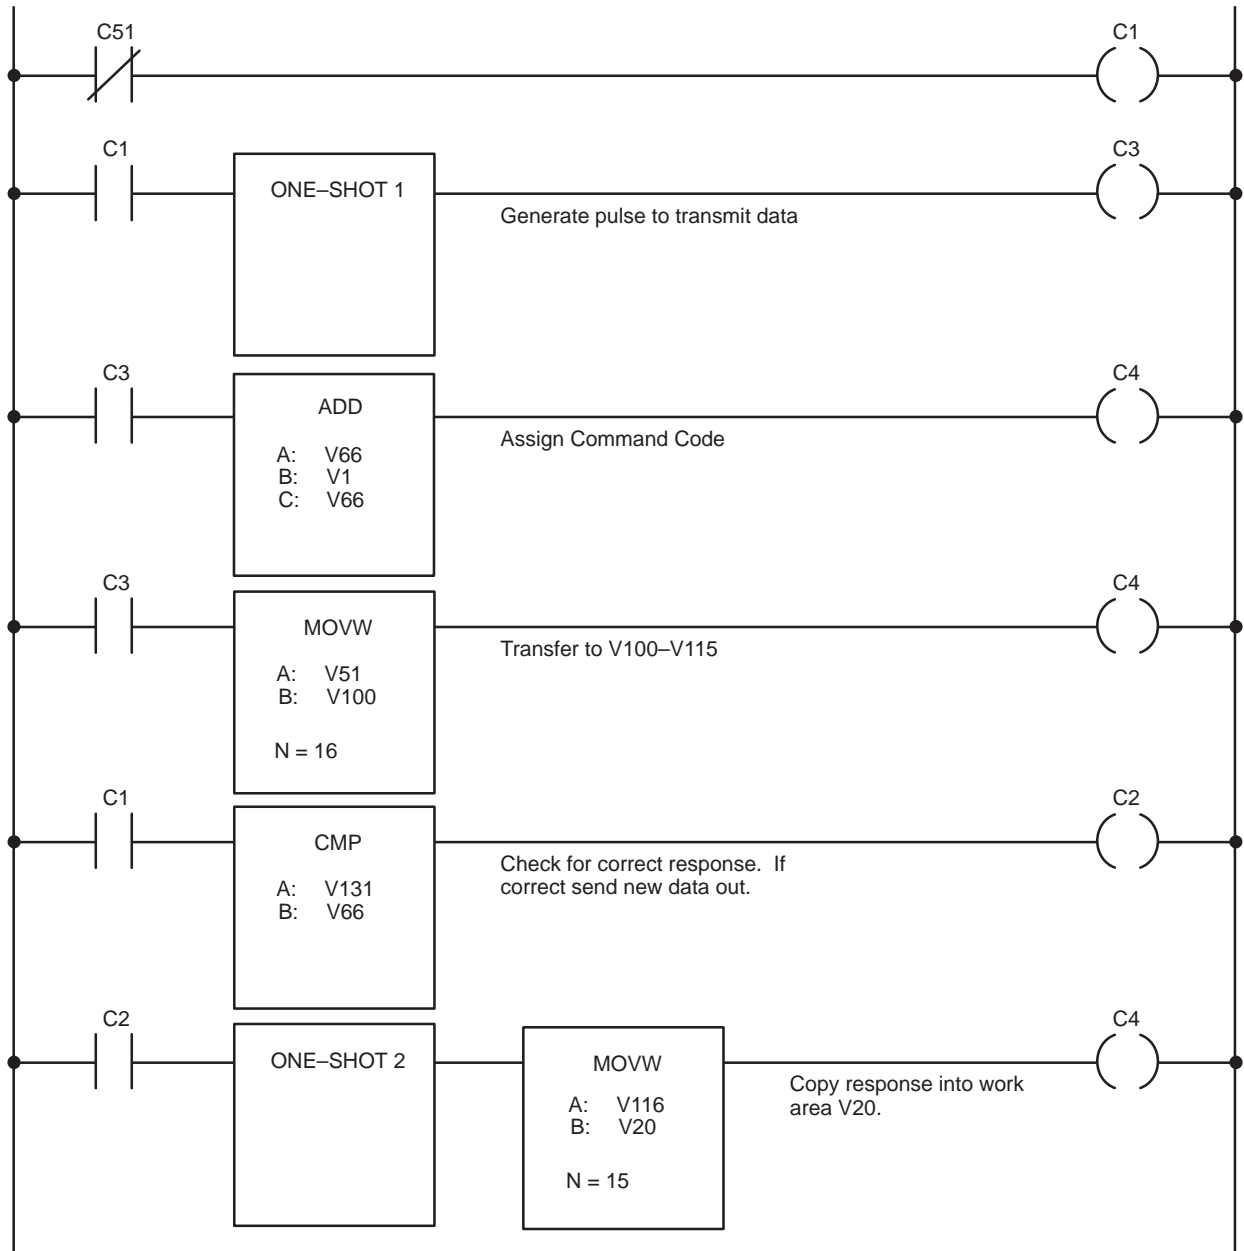 C51 C1
C1 C3
ONE–SHOT 1
Generate pulse to transmit data
C3 C4
ADD
Assign Command Code
A: V66
B: V1
C: V66
C3 C4
MOVW
Transfer to V100–V115
A: V51
B: V100
N = 16
C1 C2
CMP
Check for correct response. If
correct send new data out.
A: V131
B: V66
C2 C4
ONE–SHOT 2
MOVW
Copy response into work
area V20.
A: V116
B: V20
N = 15